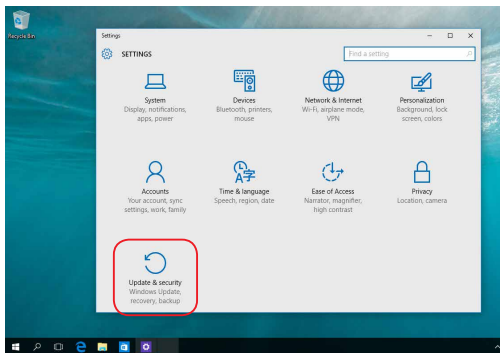 Recycle Bin
Settings
SETTINGS
Find a setting
System
Display, notifications,
apps, power
Devices
Bluetooth, printers,
mouse
Network & Internet
Wi-Fi, airplane mode,
VPN
Personalization
Background, lock
screen, colors
Accounts
Your account, sync
settings, work, family
Time & language
Speech, region, date
Ease of Access
Narrator, magnifier,
high contrast
Privacy
Location, camera
Update & security
Windows Update,
recovery, backup